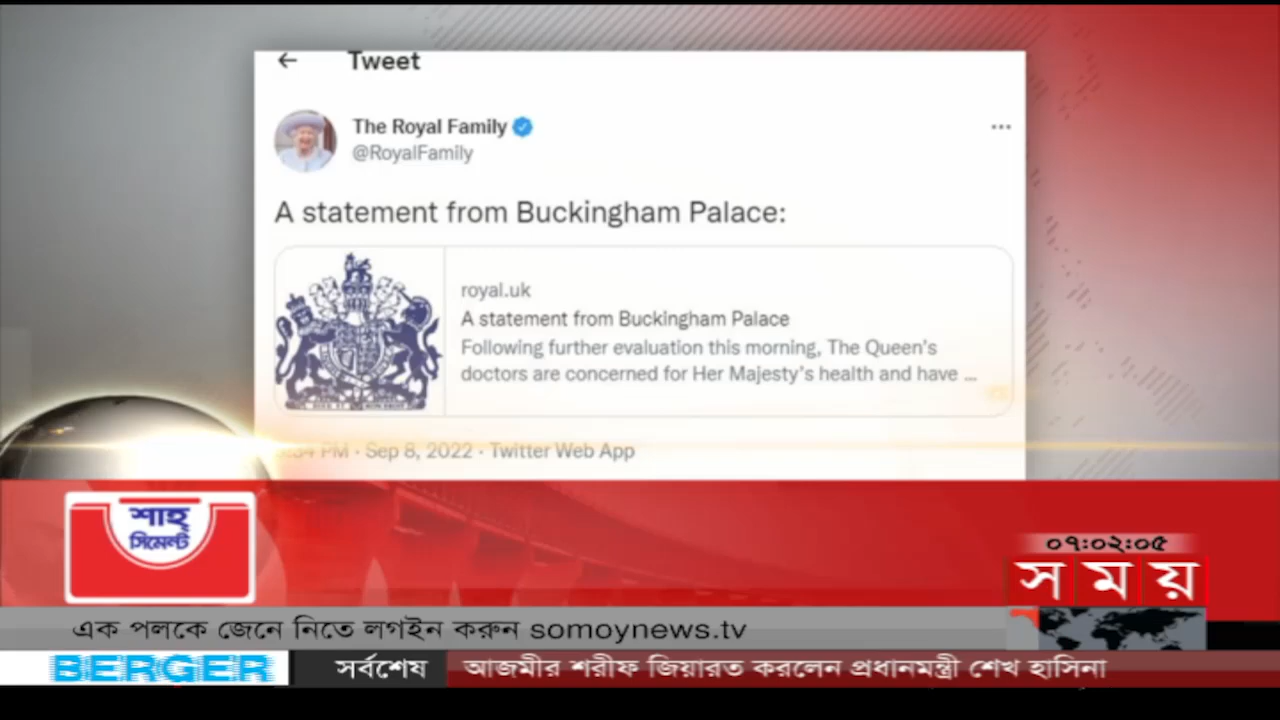 Tweet
The Royal Family
@RoyalFamily
A statement from Buckingham Palace:
royal.uk
A statement from Buckingham Palace
Following further evaluation this morning, The Queen's
doctors are concerned for Her Majesty's health and have ...
PM · Sep 8, 2022 · Twitter Web App
শাহ্
সিমেন্ট
০৭:০২:০৫
সময়
এক পলকে জেনে নিতে লগইন করুন somoynews.tv
BERGER সর্বশেষ আজমীর শরীফ জিয়ারত করলেন প্রধানমন্ত্রী শেখ হাসিনা